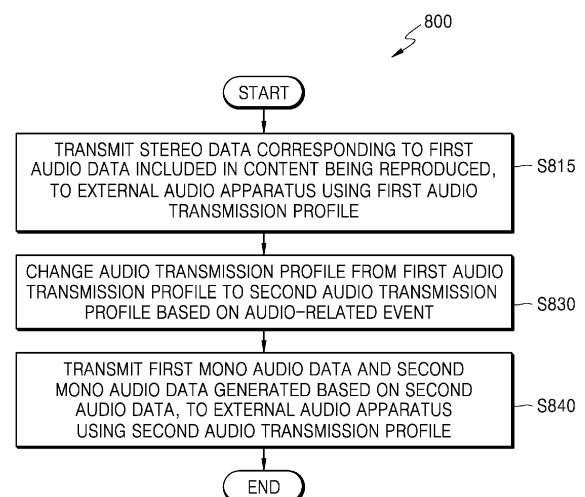 800
START
TRANSMIT STEREO DATA CORRESPONDING TO FIRST
AUDIO DATA INCLUDED IN CONTENT BEING REPRODUCED,
TO EXTERNAL AUDIO APPARATUS USING FIRST AUDIO
TRANSMISSION PROFILE
S815
CHANGE AUDIO TRANSMISSION PROFILE FROM FIRST AUDIO
TRANSMISSION PROFILE TO SECOND AUDIO TRANSMISSION
PROFILE BASED ON AUDIO-RELATED EVENT
S830
TRANSMIT FIRST MONO AUDIO DATA AND SECOND
MONO AUDIO DATA GENERATED BASED ON SECOND
AUDIO DATA, TO EXTERNAL AUDIO APPARATUS
USING SECOND AUDIO TRANSMISSION PROFILE
S840
END